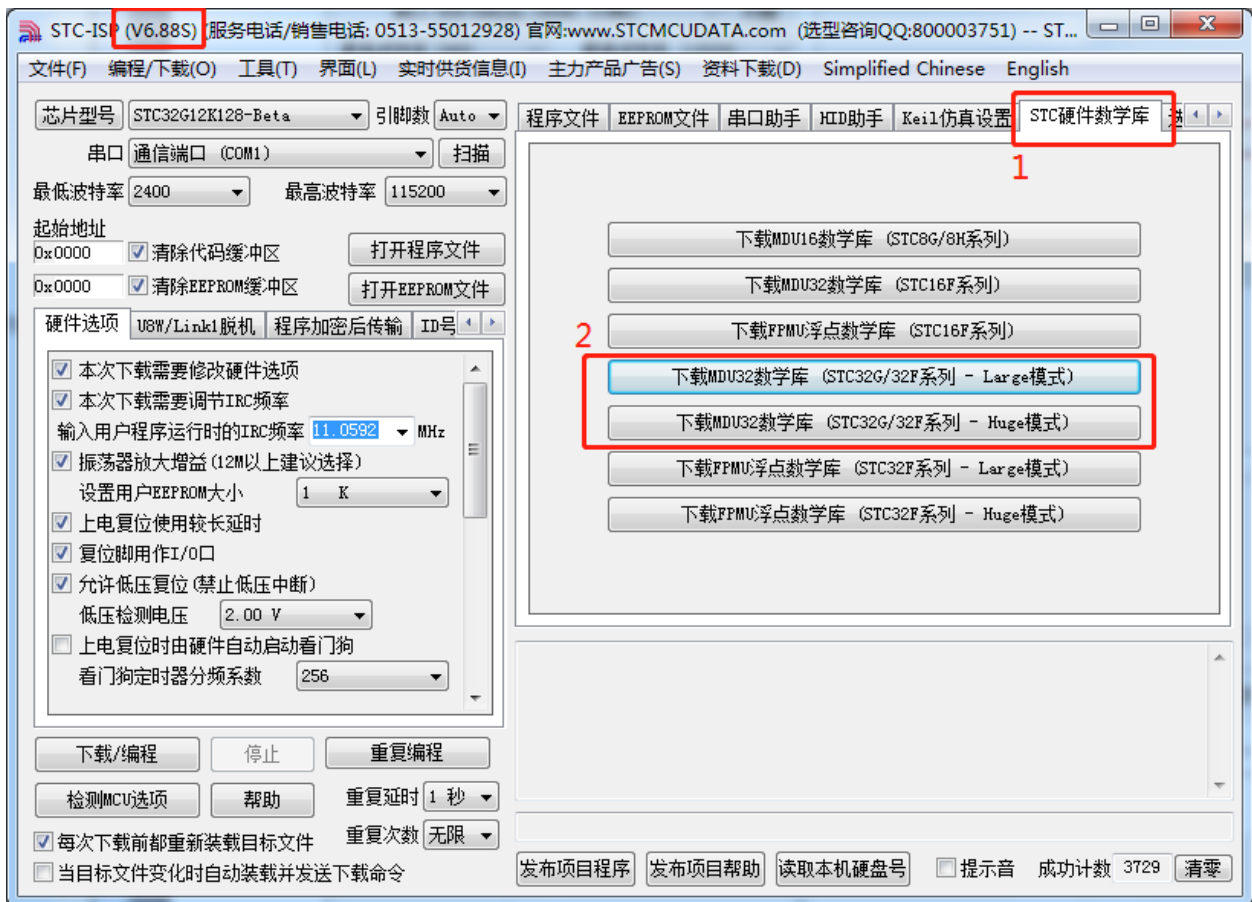 STC-ISP (V6.88S) (服务电话/销售电话: 0513-55012928) 官网:www.STCMCUDATA.com (选型咨询QQ:800003751) -- ST...
文件(F) 编程/下载(O) 工具(T) 界面(L) 实时供货信息(I) 主力产品广告(S) 资料下载(D) Simplified Chinese English
芯片型号 STC32G12K128-Beta 引脚数 Auto
串口 通信端口 (COM1) 扫描
最低波特率 2400 最高波特率 115200
起始地址
0x0000 清除代码缓冲区 打开程序文件
0x0000 清除EEPROM缓冲区 打开EEPROM文件
硬件选项 U8W/Link1脱机 程序加密后传输 ID号
本次下载需要修改硬件选项
本次下载需要调节IRC频率
输入用户程序运行时的IRC频率 11.0592 MHz
振荡器放大增益(12M以上建议选择)
设置用户EEPROM大小 1 K
上电复位使用较长延时
复位脚用作I/O口
允许低压复位(禁止低压中断)
低压检测电压 2.00 V
上电复位时由硬件自动启动看门狗
看门狗定时器分频系数 256
下载/编程 停止 重复编程
检测MCU选项 帮助 重复延时 1 秒
每次下载前都重新装载目标文件 重复次数 无限
当目标文件变化时自动装载并发送下载命令
程序文件 EEPROM文件 串口助手 HID助手 Keil仿真设置 STC硬件数学库
1
下载MDU16数学库 (STC8G/8H系列)
下载MDU32数学库 (STC16F系列)
下载FPMU浮点数学库 (STC16F系列)
2
下载MDU32数学库 (STC32G/32F系列 - Large模式)
下载MDU32数学库 (STC32G/32F系列 - Huge模式)
下载FPMU浮点数学库 (STC32F系列 - Large模式)
下载FPMU浮点数学库 (STC32F系列 - Huge模式)
发布项目程序 发布项目帮助 读取本机硬盘号 提示音 成功计数 3729 清零